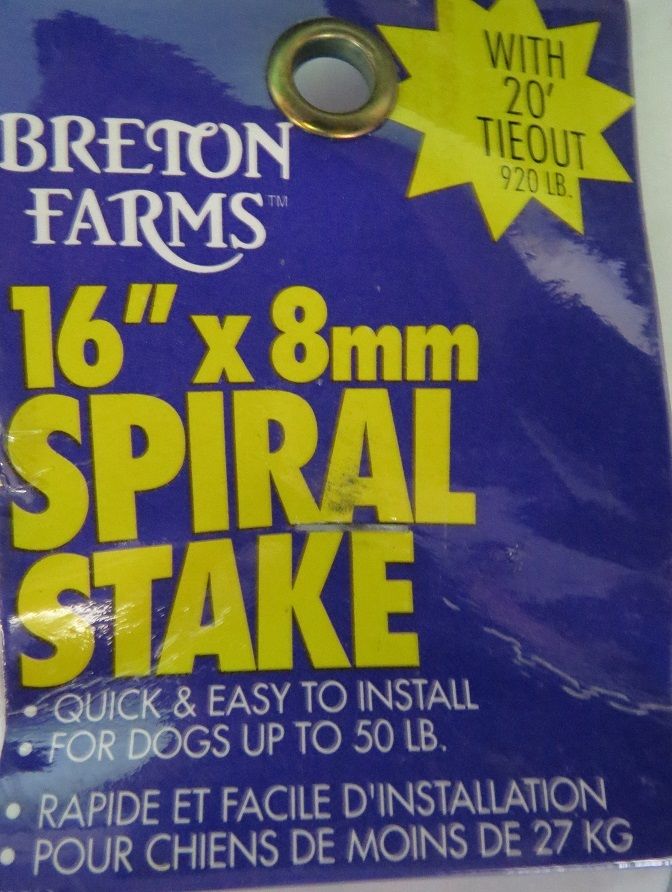 WITH
20'
TIEOUT
920 LB.
BRETON
FARMS™
16" x 8mm
SPIRAL
STAKE
• QUICK & EASY TO INSTALL
• FOR DOGS UP TO 50 LB.
• RAPIDE ET FACILE D'INSTALLATION
• POUR CHIENS DE MOINS DE 27 KG